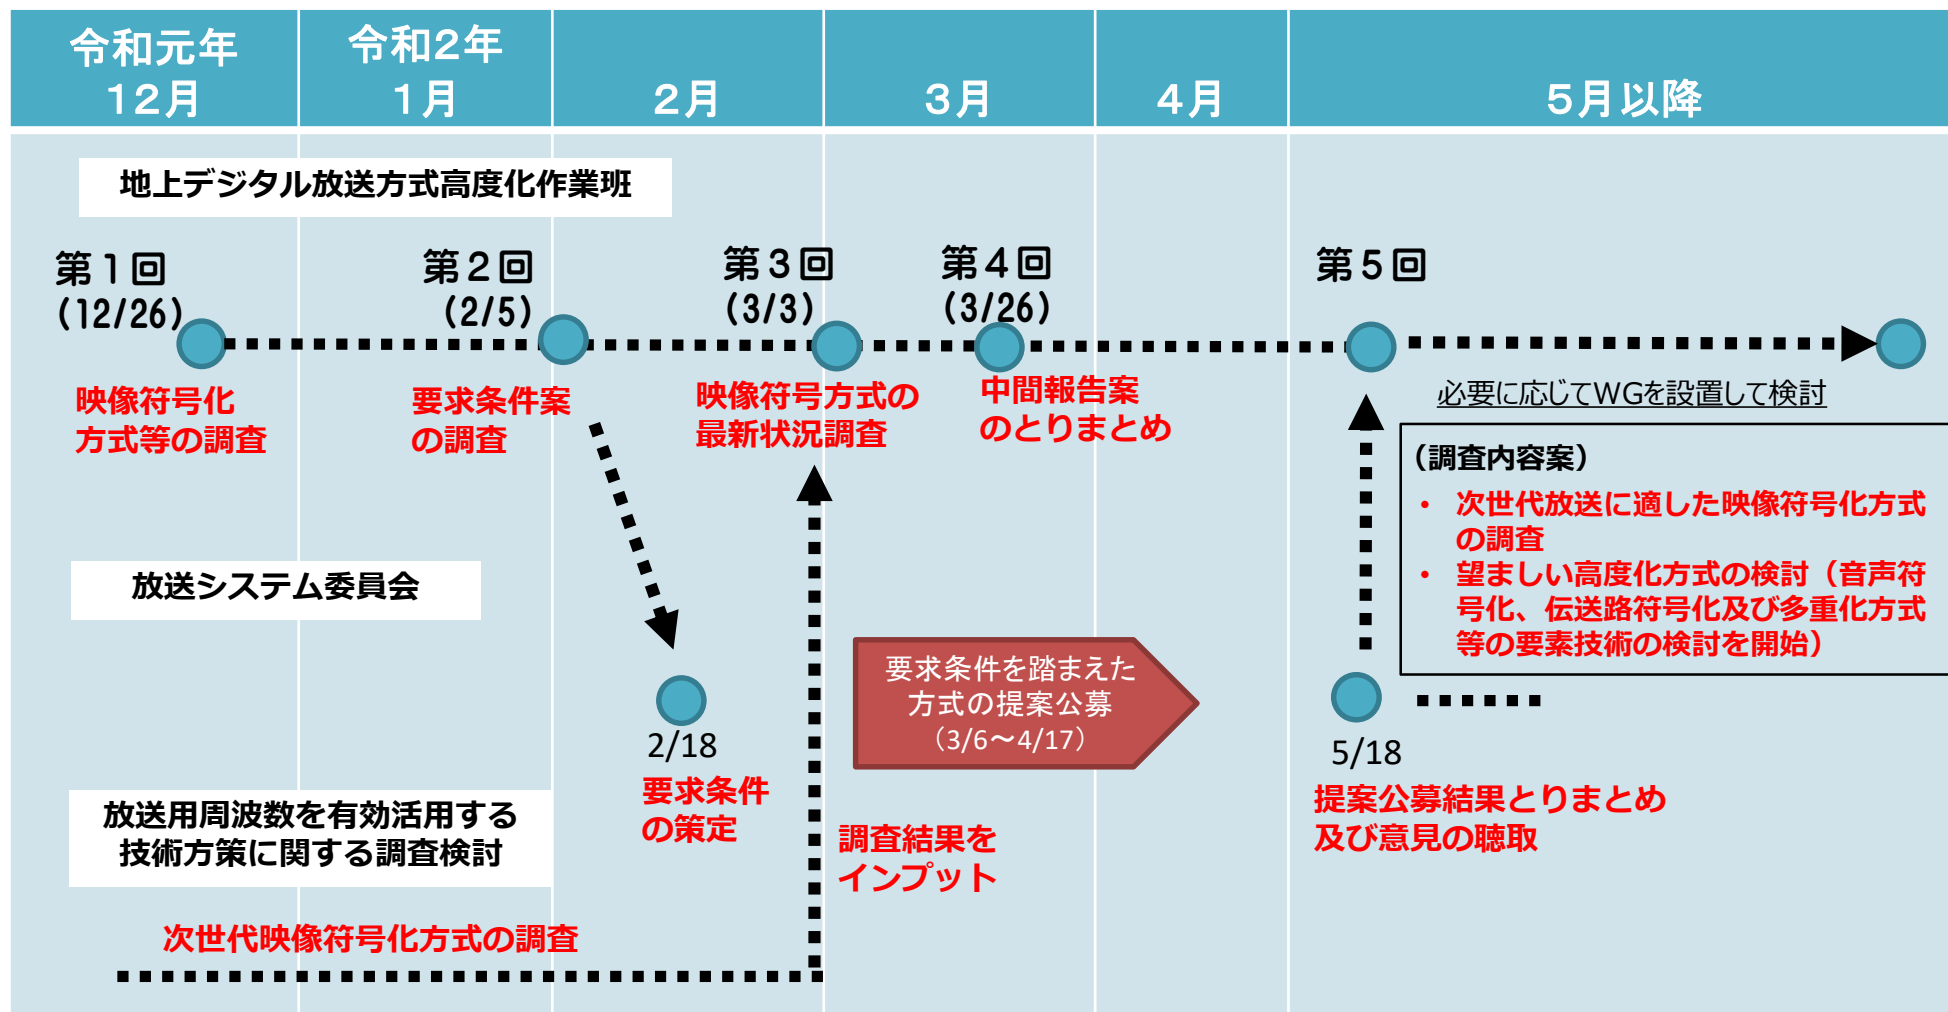 令和元年
12月
令和2年
1月
2月
3月
4月
5月以降
地上デジタル放送方式高度化作業班
第1回
(12/26)
第2回
(2/5)
第3回
(3/3)
第4回
(3/26)
第5回
映像符号化
方式等の調査
要求条件案
の調査
映像符号方式の
最新状況調査
中間報告案
のとりまとめ
必要に応じてWGを設置して検討
（調査内容案）
・ 次世代放送に適した映像符号化方式
の調査
・ 望ましい高度化方式の検討（音声符
号化、伝送路符号化及び多重化方式
等の要素技術の検討を開始）
放送システム委員会
2/18
要求条件
の策定
要求条件を踏まえた
方式の提案公募
（3/6～4/17）
5/18
提案公募結果とりまとめ
及び意見の聴取
放送用周波数を有効活用する
技術方策に関する調査検討
調査結果を
インプット
次世代映像符号化方式の調査